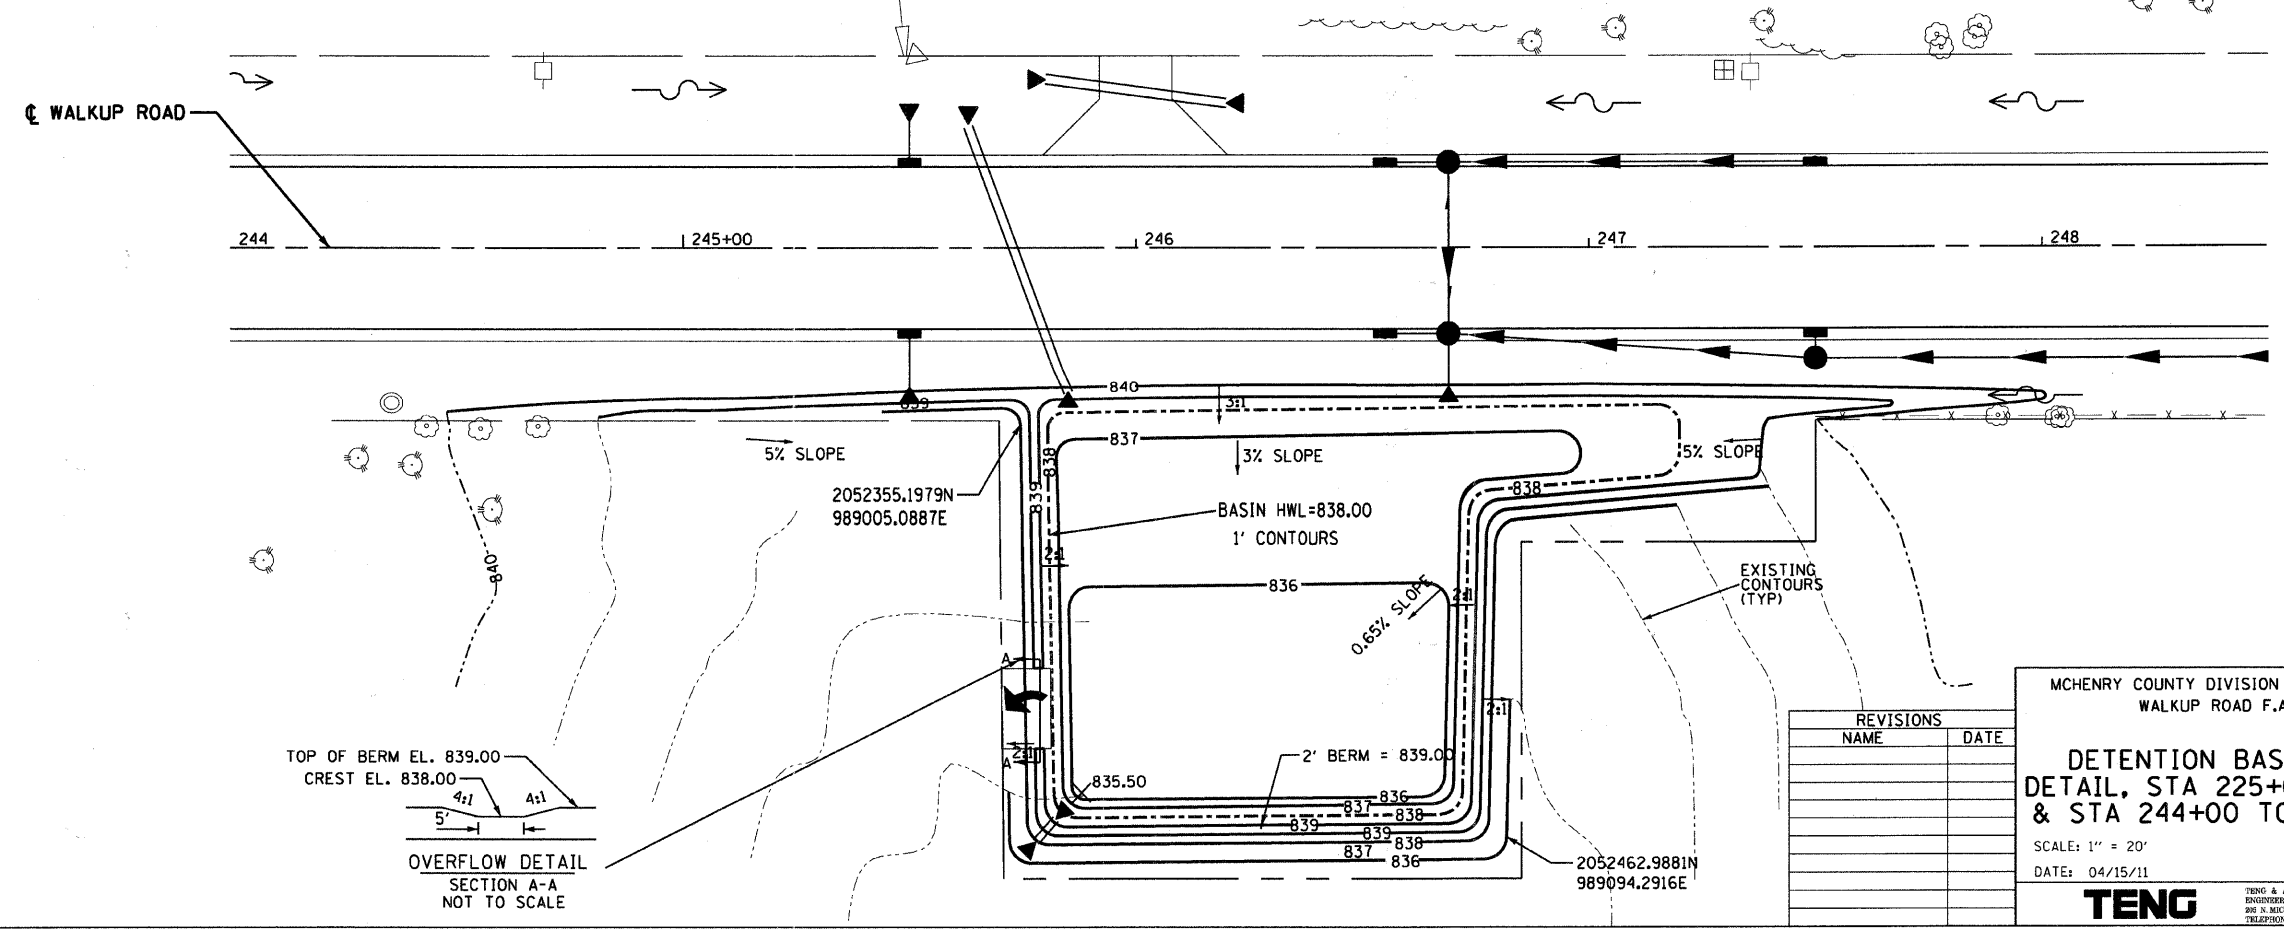 ℄ WALKUP ROAD
244
245+00
246
247
248
840
839
3:1
837
5% SLOPE
3% SLOPE
5% SLOPE
838
839
838
2052355.1979N
989005.0887E
BASIN HWL=838.00
1' CONTOURS
2:1
840
836
0.65% SLOPE
2:1
EXISTING
CONTOURS
(TYP)
A
2:1
2:1
A
TOP OF BERM EL. 839.00
CREST EL. 838.00
4:1
4:1
5'
OVERFLOW DETAIL
SECTION A-A
NOT TO SCALE
2' BERM = 839.00
835.50
836
837
838
839
839
838
837
836
2052462.9881N
989094.2916E
REVISIONS
NAME
DATE
MCHENRY COUNTY DIVISION
WALKUP ROAD F.A
DETENTION BAS
DETAIL, STA 225+
& STA 244+00 TO
SCALE: 1" = 20'
DATE: 04/15/11
TENG
TENG &
ENGINEER
205 N. MIC
TELEPHON